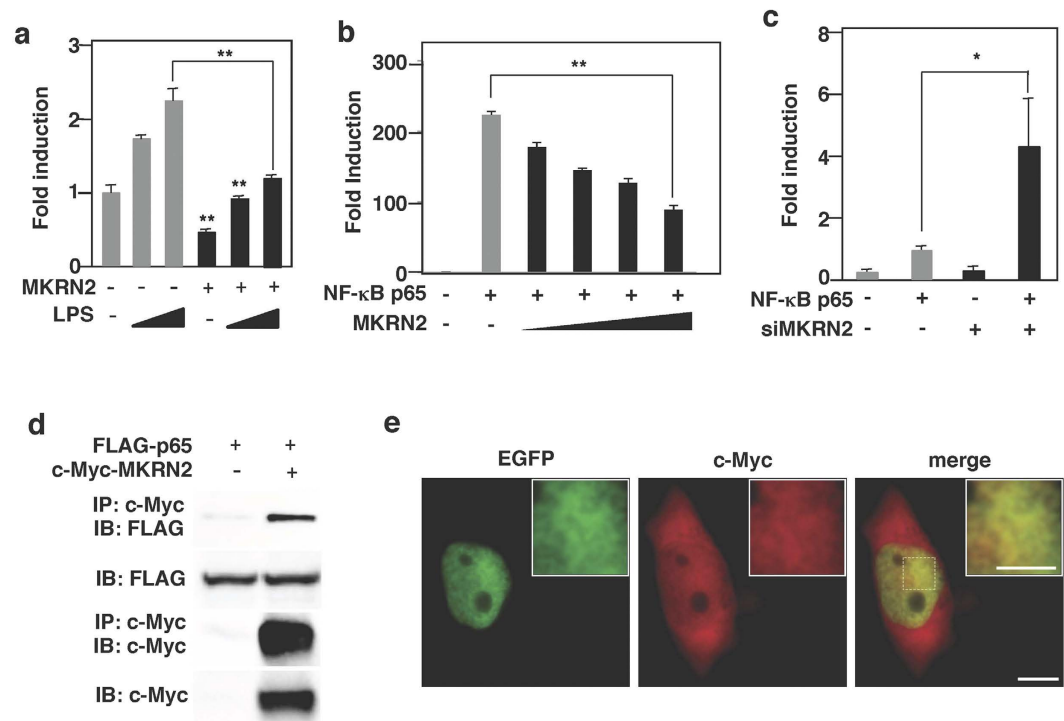 a
3
2
1
0
Fold induction
**
**
**
MKRN2 - + + +
LPS - -
b
300
200
100
0
Fold Induction
**
NF-κB p65 - + + + + +
MKRN2 - -
c
8
6
4
2
0
Fold induction
*
NF-κB p65 - + - +
siMKRN2 - - + +
d
FLAG-p65 + +
c-Myc-MKRN2 - +
IP: c-Myc
IB: FLAG
IB: FLAG
IP: c-Myc
IB: c-Myc
IB: c-Myc
e
EGFP c-Myc merge